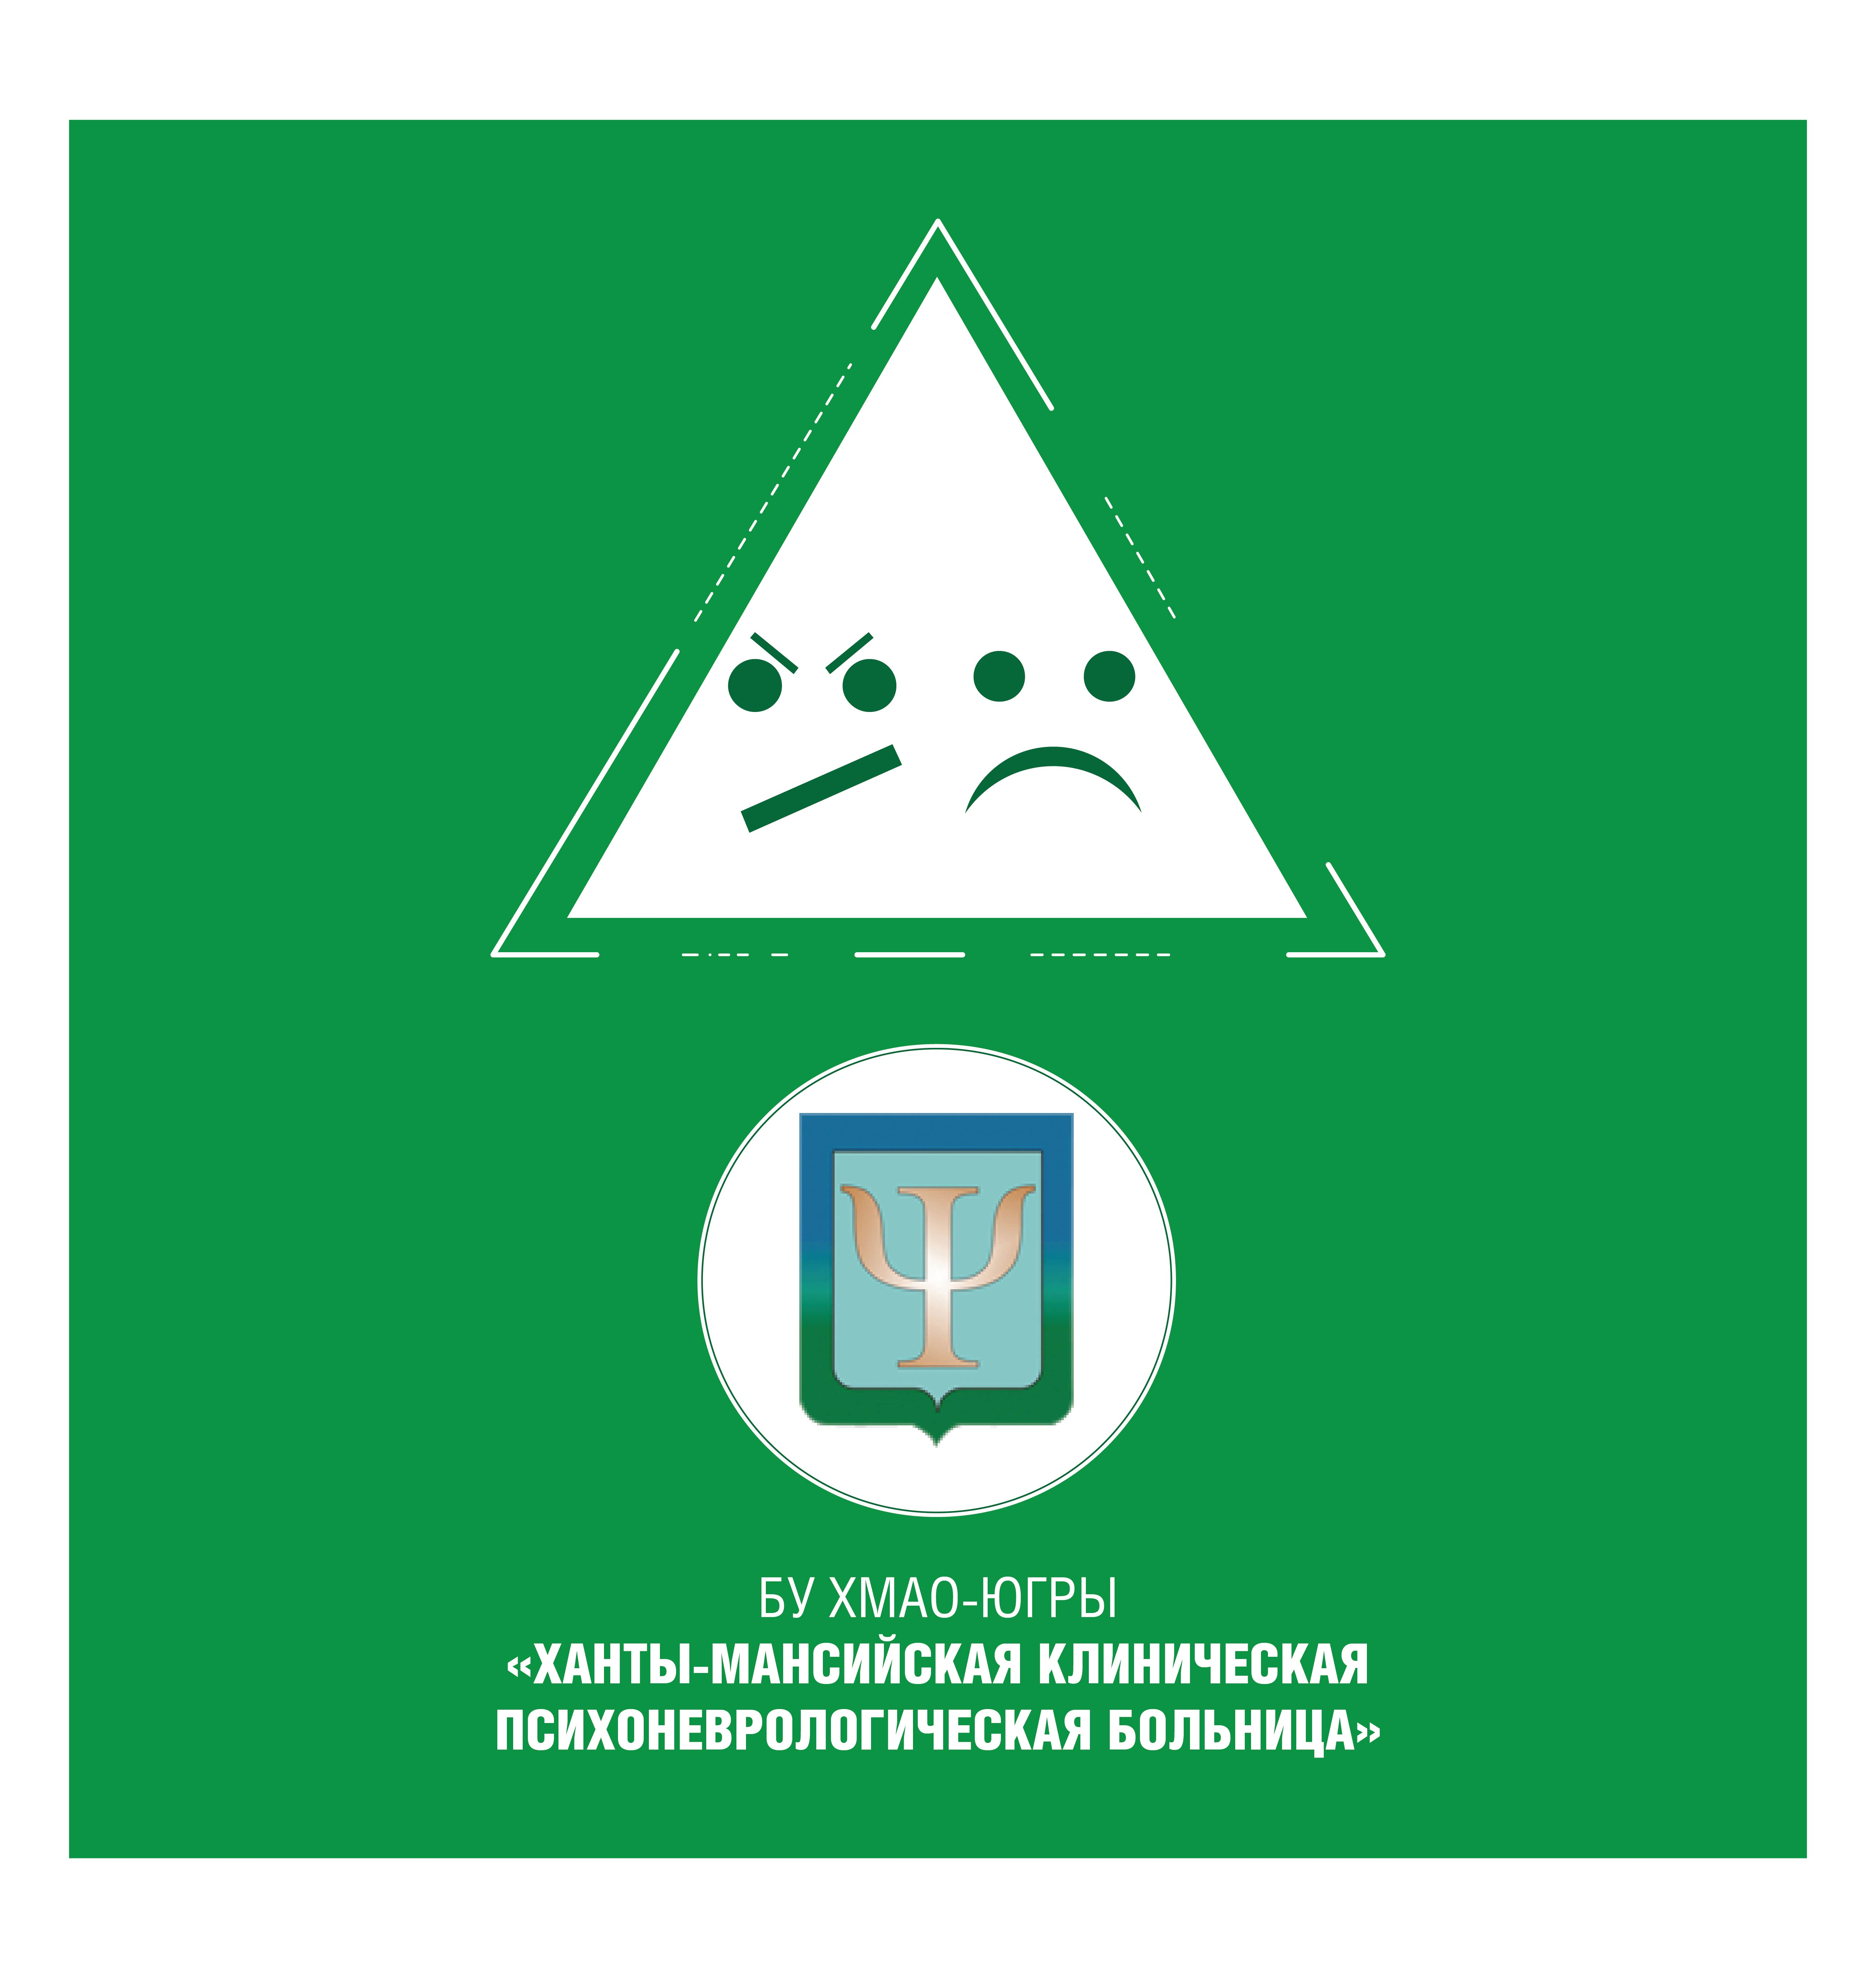 Ψ
БУ ХМАО-ЮГРЫ
«ХАНТЫ-МАНСИЙСКАЯ КЛИНИЧЕСКАЯ
ПСИХОНЕВРОЛОГИЧЕСКАЯ БОЛЬНИЦА»